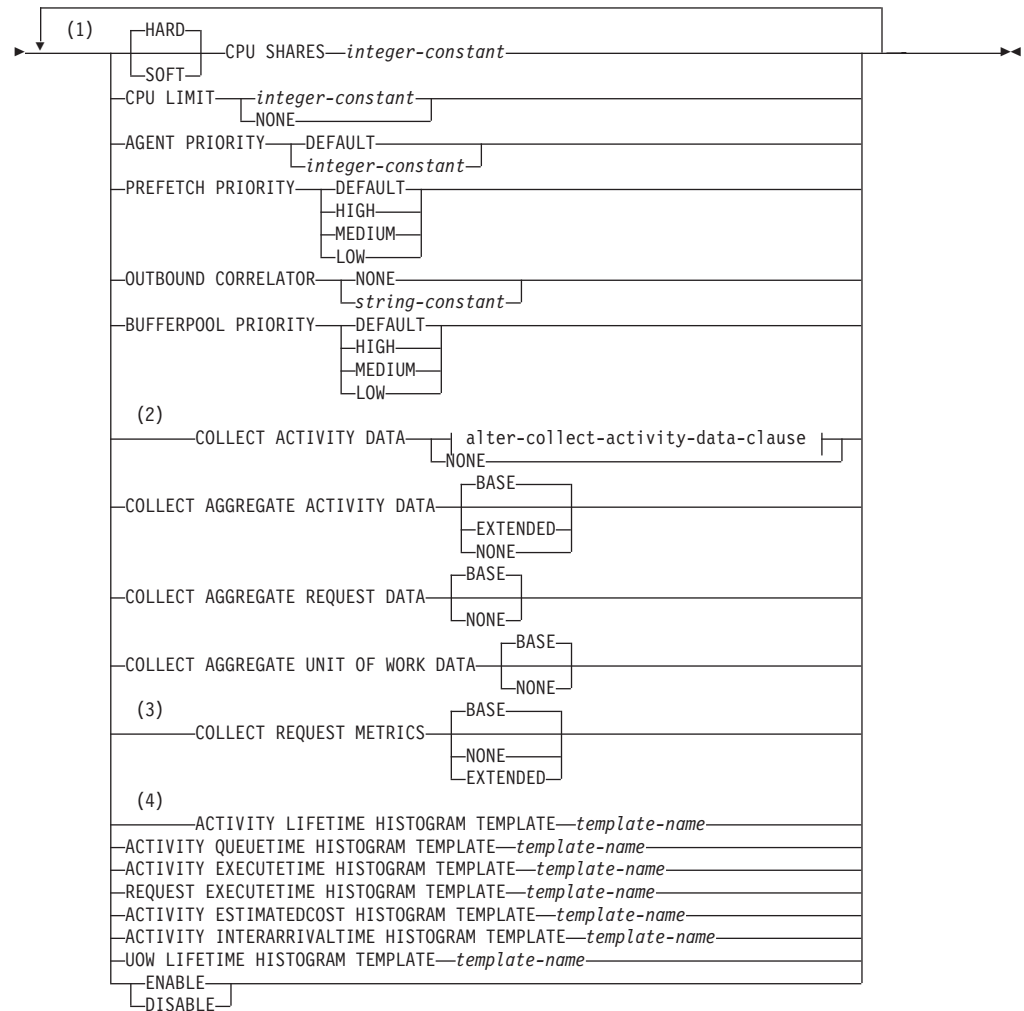 (1)
HARD
CPU SHARES integer-constant
SOFT
CPU LIMIT integer-constant
NONE
AGENT PRIORITY DEFAULT
integer-constant
PREFETCH PRIORITY DEFAULT
HIGH
MEDIUM
LOW
OUTBOUND CORRELATOR NONE
string-constant
BUFFERPOOL PRIORITY DEFAULT
HIGH
MEDIUM
LOW
(2)
COLLECT ACTIVITY DATA alter-collect-activity-data-clause
NONE
BASE
COLLECT AGGREGATE ACTIVITY DATA
EXTENDED
NONE
BASE
COLLECT AGGREGATE REQUEST DATA
NONE
BASE
COLLECT AGGREGATE UNIT OF WORK DATA
NONE
(3)
BASE
COLLECT REQUEST METRICS
NONE
EXTENDED
(4)
ACTIVITY LIFETIME HISTOGRAM TEMPLATE template-name
ACTIVITY QUEUETIME HISTOGRAM TEMPLATE template-name
ACTIVITY EXECUTETIME HISTOGRAM TEMPLATE template-name
REQUEST EXECUTETIME HISTOGRAM TEMPLATE template-name
ACTIVITY ESTIMATEDCOST HISTOGRAM TEMPLATE template-name
ACTIVITY INTERARRIVALTIME HISTOGRAM TEMPLATE template-name
UOW LIFETIME HISTOGRAM TEMPLATE template-name
ENABLE
DISABLE